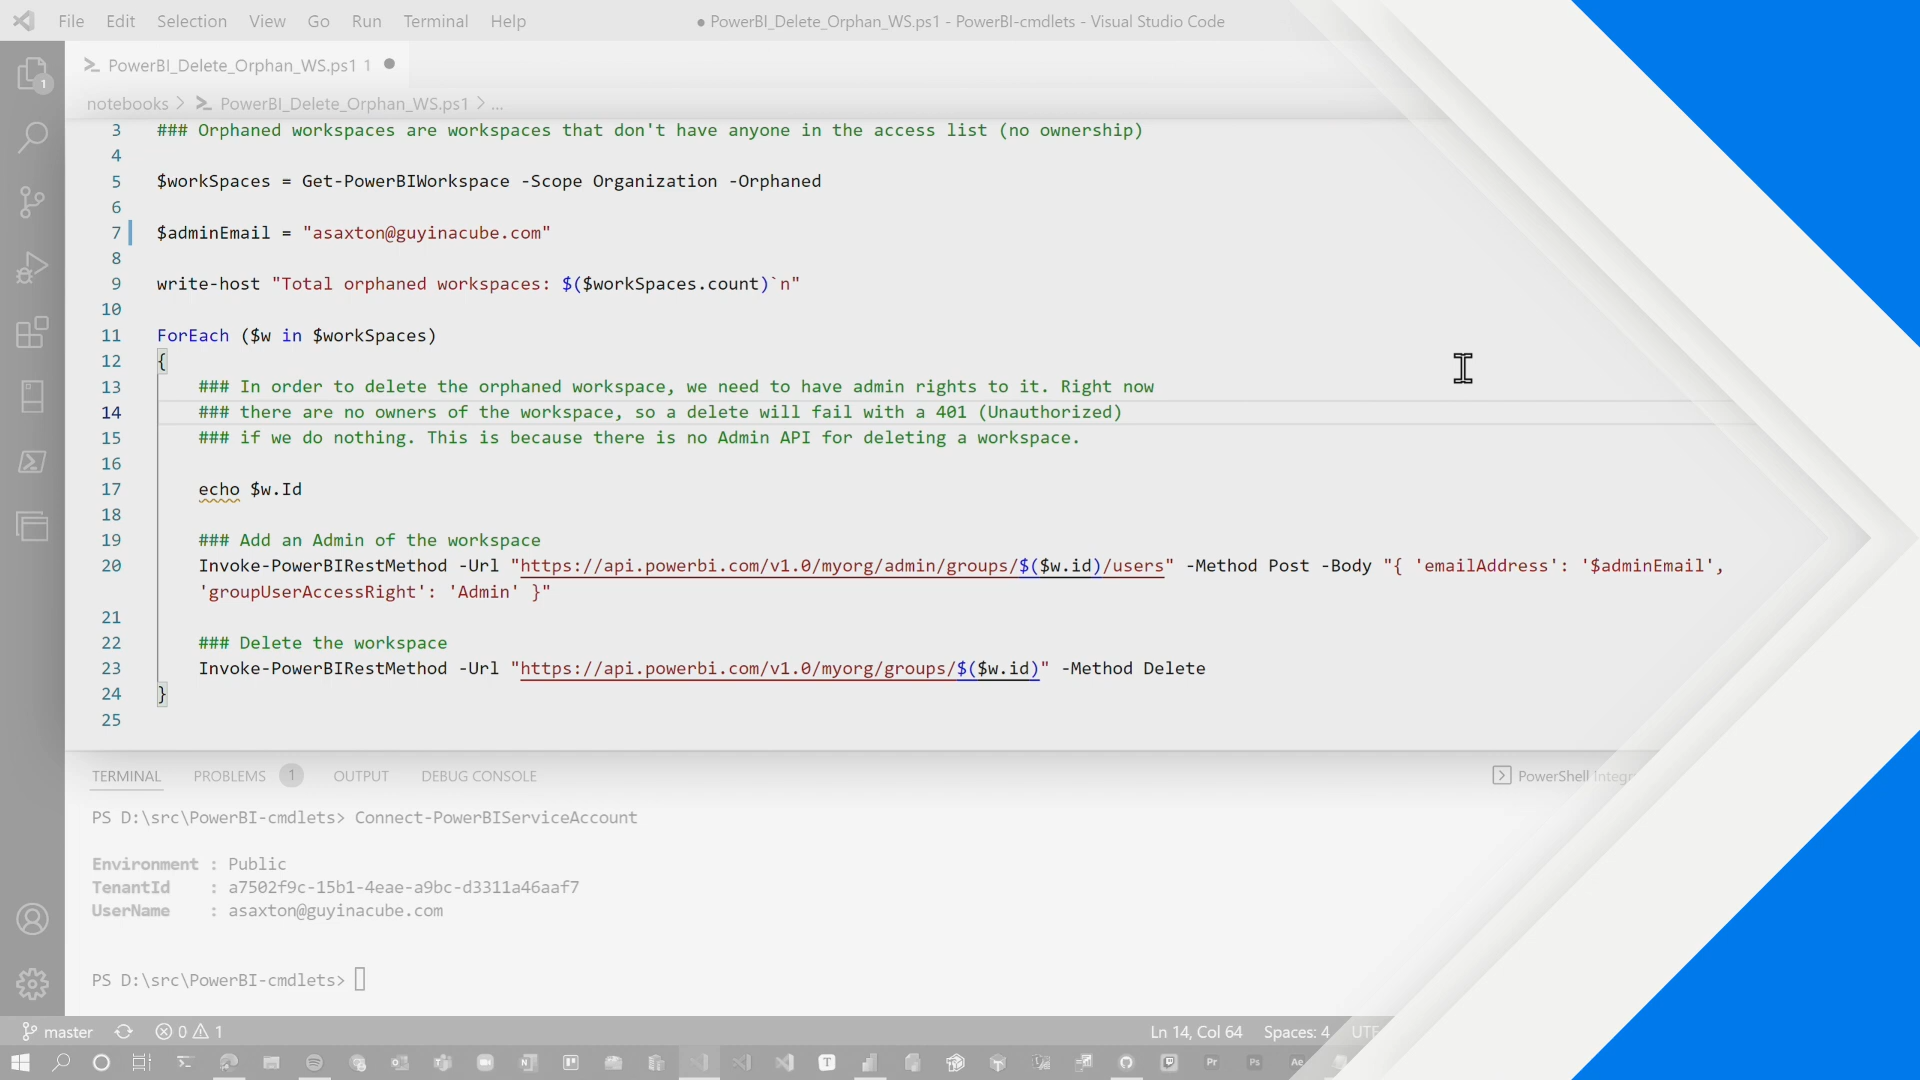 File Edit Selection View Go Run Terminal Help ● PowerBI_Delete_Orphan_WS.ps1 - PowerBI-cmdlets - Visual Studio Code
PowerBI_Delete_Orphan_WS.ps1 1 ●
notebooks > PowerBI_Delete_Orphan_WS.ps1 > ...
1
3 ### Orphaned workspaces are workspaces that don't have anyone in the access list (no ownership)
4
5 $workSpaces = Get-PowerBIWorkspace -Scope Organization -Orphaned
6
7 $adminEmail = "asaxton@guyinacube.com"
8
9 write-host "Total orphaned workspaces: $($workSpaces.count)`n"
10
11 ForEach ($w in $workSpaces)
12 {
13 ### In order to delete the orphaned workspace, we need to have admin rights to it. Right now
14 ### there are no owners of the workspace, so a delete will fail with a 401 (Unauthorized)
15 ### if we do nothing. This is because there is no Admin API for deleting a workspace.
16
17 echo $w.Id
18
19 ### Add an Admin of the workspace
20 Invoke-PowerBIRestMethod -Url "https://api.powerbi.com/v1.0/myorg/admin/groups/$($w.id)/users" -Method Post -Body "{ 'emailAddress': '$adminEmail',
'groupUserAccessRight': 'Admin' }"
21
22 ### Delete the workspace
23 Invoke-PowerBIRestMethod -Url "https://api.powerbi.com/v1.0/myorg/groups/$($w.id)" -Method Delete
24 }
25
TERMINAL PROBLEMS 1 OUTPUT DEBUG CONSOLE PowerShell
PS D:\src\PowerBI-cmdlets> Connect-PowerBIServiceAccount
Environment : Public
TenantId : a7502f9c-15b1-4eae-a9bc-d3311a46aaf7
UserName : asaxton@guyinacube.com
PS D:\src\PowerBI-cmdlets>
master 0 1 Ln 14, Col 64 Spaces: 4
T Pr Ps Ae